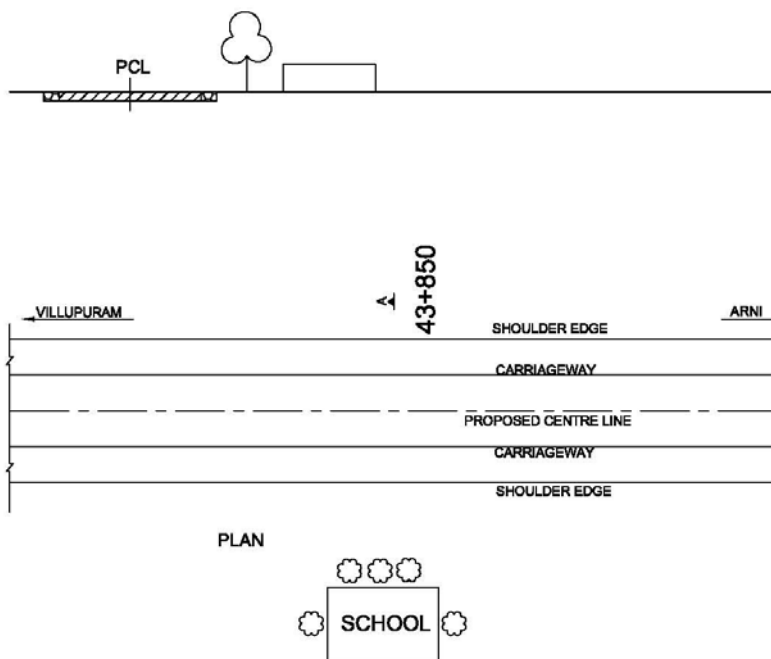 PCL
A
43+850
VILLUPURAM
ARNI
SHOULDER EDGE
CARRIAGEWAY
PROPOSED CENTRE LINE
CARRIAGEWAY
SHOULDER EDGE
PLAN
SCHOOL